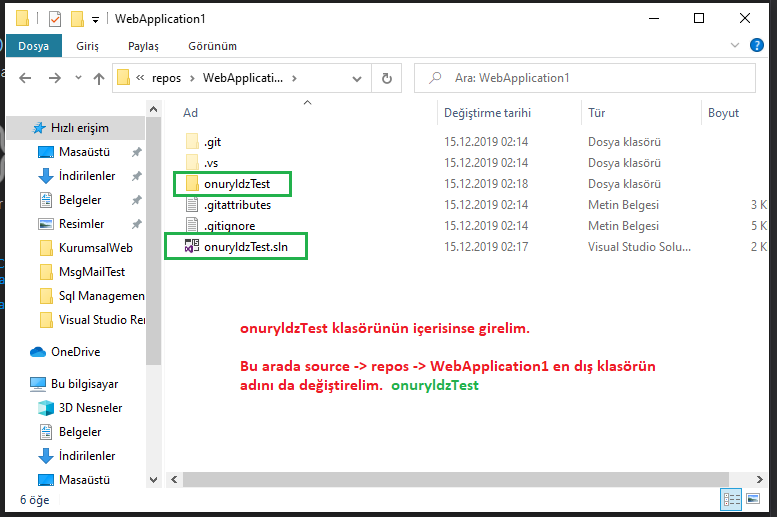 WebApplication1
Dosya Giriş Paylaş Görünüm
« repos > WebApplicati... >
Ara: WebApplication1
Ad Değiştirme tarihi Tür Boyut
Hızlı erişim
Masaüstü
İndirilenler
Belgeler
Resimler
KurumsalWeb
MsgMailTest
Sql Managemen
Visual Studio Rer
OneDrive
Bu bilgisayar
3D Nesneler
Belgeler
İndirilenler
Masaüstü
.git 15.12.2019 02:14 Dosya klasörü
.vs 15.12.2019 02:14 Dosya klasörü
onuryldzTest 15.12.2019 02:18 Dosya klasörü
.gitattributes 15.12.2019 02:14 Metin Belgesi 3 K
.gitignore 15.12.2019 02:14 Metin Belgesi 5 K
onuryldzTest.sln 15.12.2019 02:17 Visual Studio Solu... 2 K
onuryldzTest klasörünün içerisinse girelim.
Bu arada source -> repos -> WebApplication1 en dış klasörün
adını da değiştirelim. onuryldzTest
6 öğe